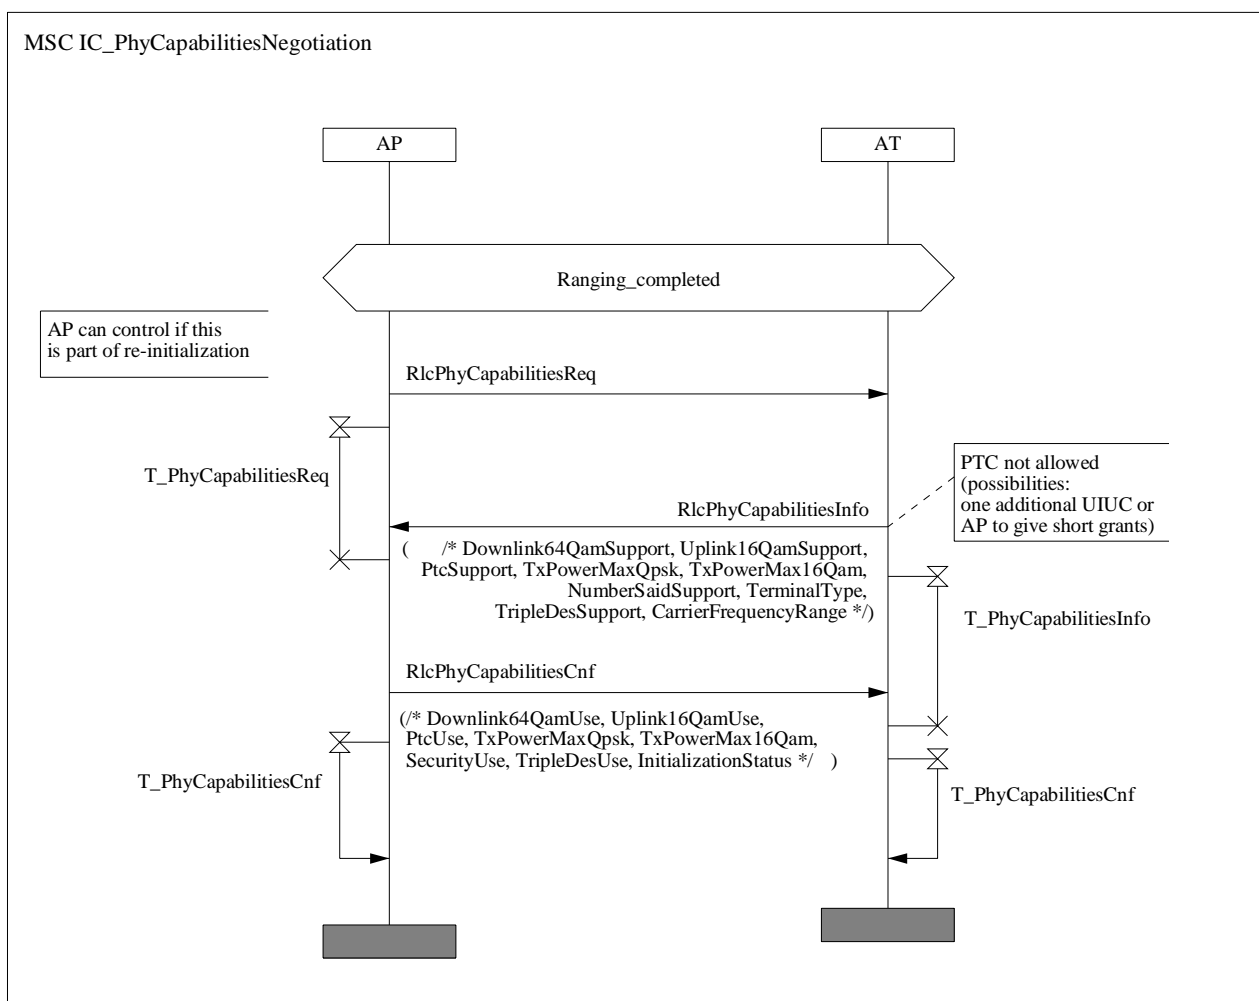 MSC IC_PhyCapabilitiesNegotiation
AP
AT
Ranging_completed
AP can control if this
is part of re-initialization
RlcPhyCapabilitiesReq
T_PhyCapabilitiesReq
PTC not allowed
(possibilities:
one additional UIUC or
AP to give short grants)
RlcPhyCapabilitiesInfo
( /* Downlink64QamSupport, Uplink16QamSupport,
PtcSupport, TxPowerMaxQpsk, TxPowerMax16Qam,
NumberSaidSupport, TerminalType,
TripleDesSupport, CarrierFrequencyRange */)
T_PhyCapabilitiesInfo
RlcPhyCapabilitiesCnf
(/* Downlink64QamUse, Uplink16QamUse,
PtcUse, TxPowerMaxQpsk, TxPowerMax16Qam,
SecurityUse, TripleDesUse, InitializationStatus */ )
T_PhyCapabilitiesCnf
T_PhyCapabilitiesCnf